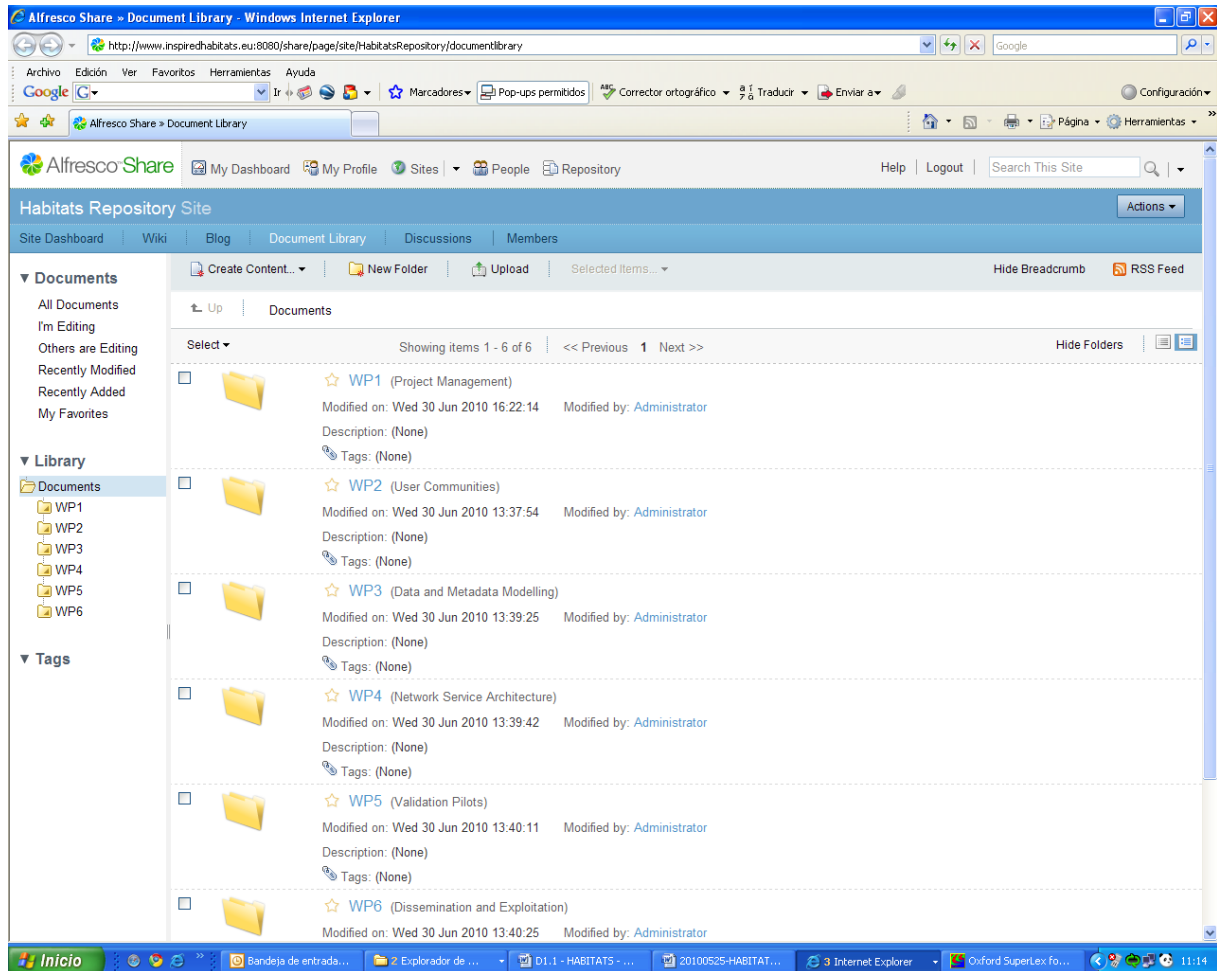 Alfresco Share » Document Library - Windows Internet Explorer
http://www.inspiredhabitats.eu:8080/share/page/site/HabitatsRepository/documentlibrary
Google
Archivo Edición Ver Favoritos Herramientas Ayuda
Google G Ir Marcadores Pop-ups permitidos Corrector ortográfico Traducir Enviar a Configuración
Alfresco Share » Document Library Página Herramientas »
Alfresco Share My Dashboard My Profile Sites People Repository Help Logout Search This Site
Habitats Repository Site Actions
Site Dashboard Wiki Blog Document Library Discussions Members
Documents
All Documents
I'm Editing
Others are Editing
Recently Modified
Recently Added
My Favorites
Library
Documents
WP1
WP2
WP3
WP4
WP5
WP6
Tags
Create Content... New Folder Upload Selected Items... Hide Breadcrumb RSS Feed
Up Documents
Select Showing items 1 - 6 of 6 << Previous 1 Next >> Hide Folders
WP1 (Project Management)
Modified on: Wed 30 Jun 2010 16:22:14 Modified by: Administrator
Description: (None)
Tags: (None)
WP2 (User Communities)
Modified on: Wed 30 Jun 2010 13:37:54 Modified by: Administrator
Description: (None)
Tags: (None)
WP3 (Data and Metadata Modelling)
Modified on: Wed 30 Jun 2010 13:39:25 Modified by: Administrator
Description: (None)
Tags: (None)
WP4 (Network Service Architecture)
Modified on: Wed 30 Jun 2010 13:39:42 Modified by: Administrator
Description: (None)
Tags: (None)
WP5 (Validation Pilots)
Modified on: Wed 30 Jun 2010 13:40:11 Modified by: Administrator
Description: (None)
Tags: (None)
WP6 (Dissemination and Exploitation)
Modified on: Wed 30 Jun 2010 13:40:25 Modified by: Administrator
Inicio » Bandeja de entrada... 2 Explorador de ... D1.1 - HABITATS - ... 20100525-HABITAT... 3 Internet Explorer Oxford SuperLex fo... 11:14